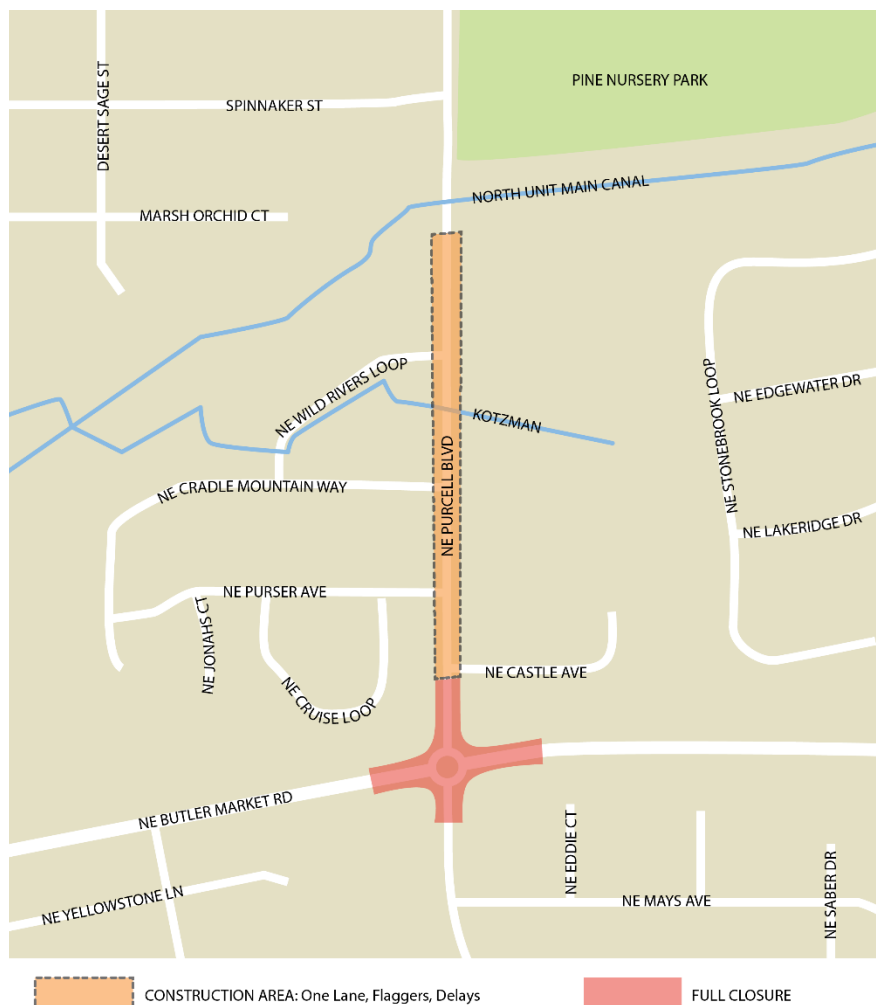 PINE NURSERY PARK
DESERT SAGE ST
SPINNAKER ST
NORTH UNIT MAIN CANAL
MARSH ORCHID CT
NE WILD RIVERS LOOP
NE STONEBROOK LOOP
NE EDGEWATER DR
KOTZMAN
NE PURCELL BLVD
NE CRADLE MOUNTAIN WAY
NE LAKERIDGE DR
NE PURSER AVE
NE JONAHS CT
NE CASTLE AVE
NE CRUISE LOOP
NE BUTLER MARKET RD
NE EDDIE CT
NE SABER DR
NE YELLOWSTONE LN
NE MAYS AVE
CONSTRUCTION AREA: One Lane, Flaggers, Delays
FULL CLOSURE